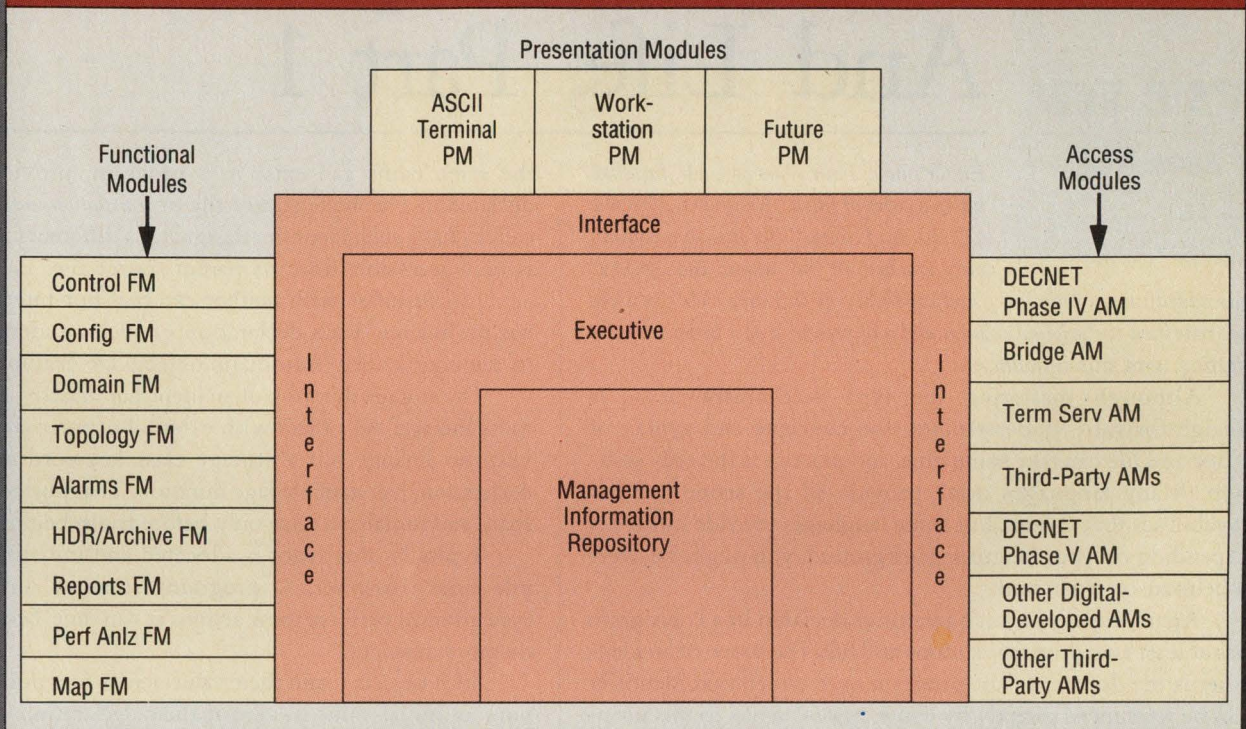 Presentation Modules
ASCII
Terminal
PM
Work-
station
PM
Future
PM
Functional
Modules
Control FM
Config FM
Domain FM
Topology FM
Alarms FM
HDR/Archive FM
Reports FM
Perf Anlz FM
Map FM
Interface
Interface
Executive
Management
Information
Repository
Interface
Access
Modules
DECNET
Phase IV AM
Bridge AM
Term Serv AM
Third-Party AMs
DECNET
Phase V AM
Other Digital-
Developed AMs
Other Third-
Party AMs